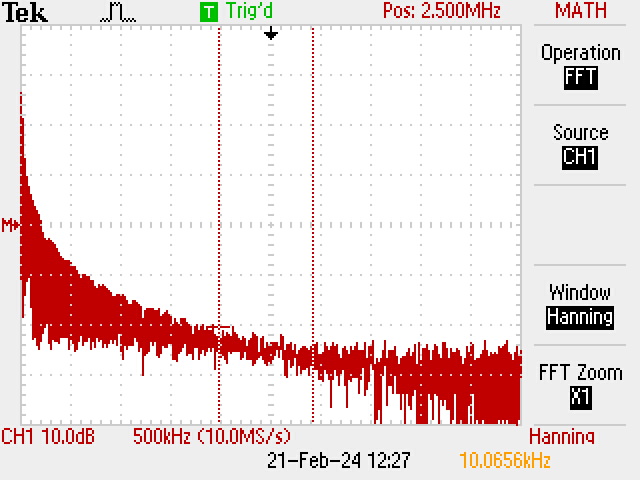 Tek T Trig'd Pos: 2.500MHz MATH
Operation
FFT
Source
CH1
M
Window
Hanning
FFT Zoom
X1
CH1 10.0dB 500kHz (10.0MS/s) Hanning
21-Feb-24 12:27 10.0656kHz